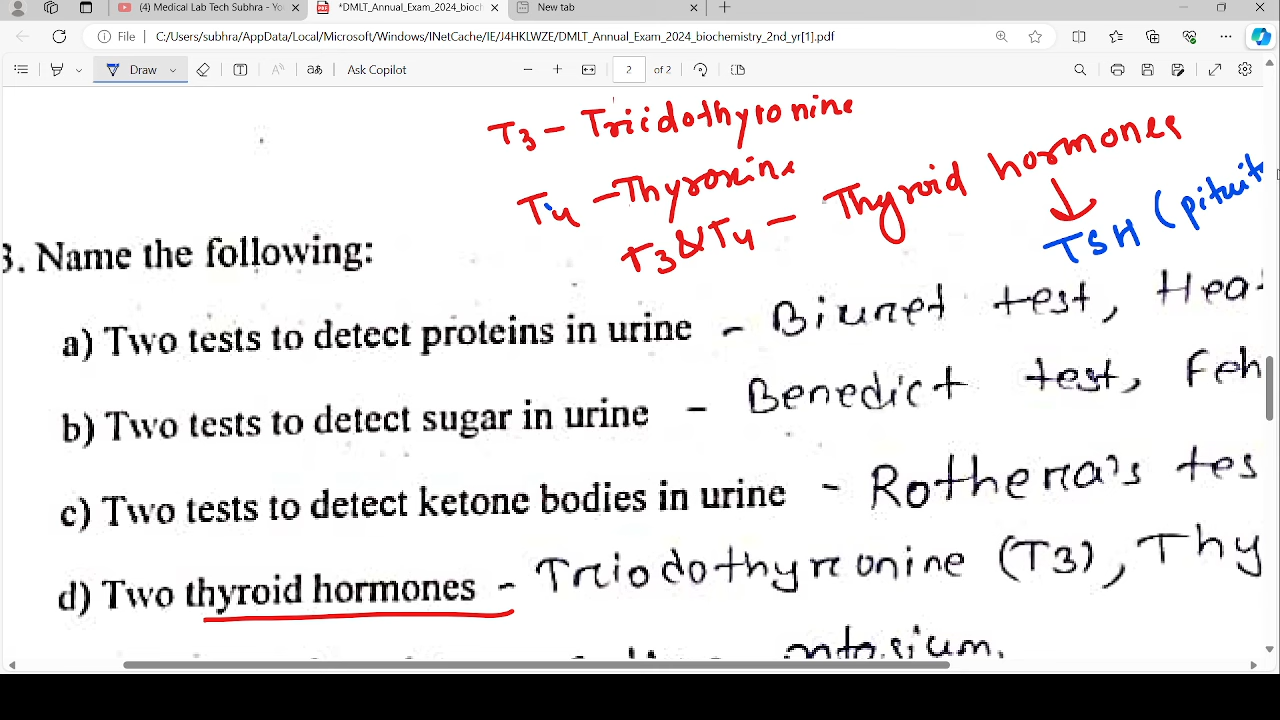 (4) Medical Lab Tech Subhra - Yo
*DMLT_Annual_Exam_2024_bioch
New tab
File C:/Users/subhra/AppData/Local/Microsoft/Windows/INetCache/IE/J4HKLWZE/DMLT_Annual_Exam_2024_biochemistry_2nd_yr[1].pdf
Draw Ask Copilot 2 of 2
T3 - Triidothyronine
T4 - Thyroxine
T3 & T4 - Thyroid hormones
TSH (pituit
3. Name the following:
a) Two tests to detect proteins in urine - Biuret test, Hea
b) Two tests to detect sugar in urine - Benedict test, Feh
c) Two tests to detect ketone bodies in urine - Rothera's tes
d) Two thyroid hormones - Triodothyronine (T3), Thy
potasium.